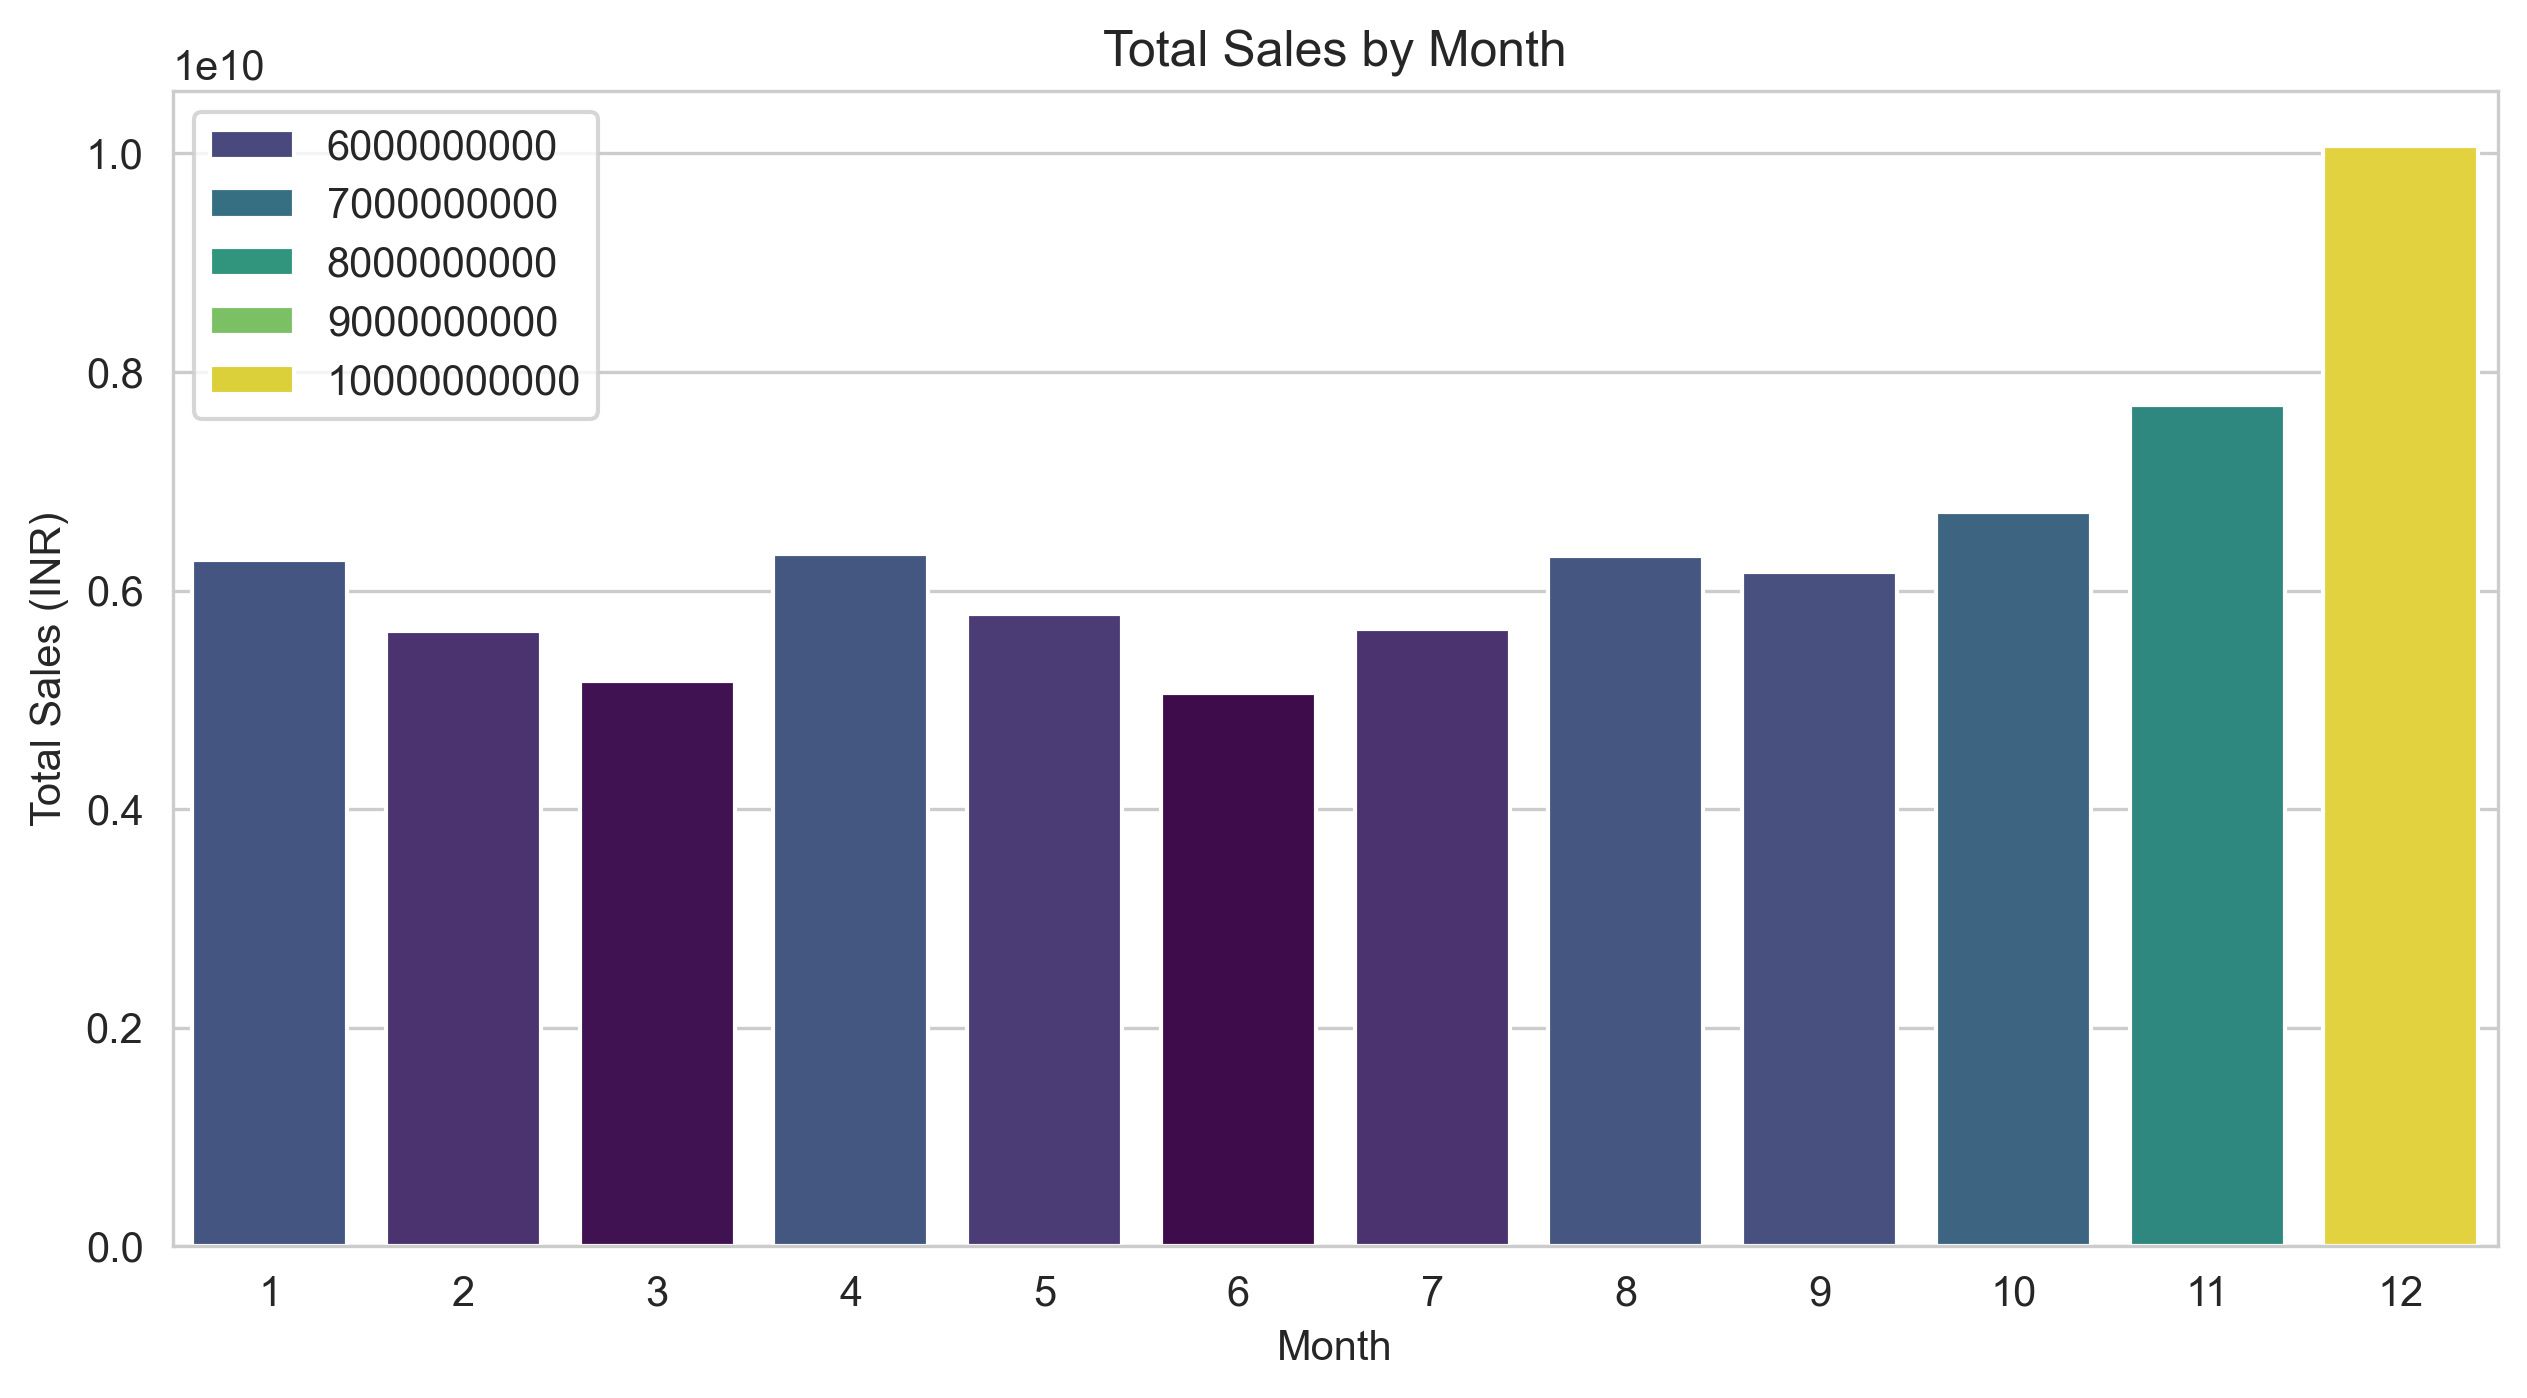 Total Sales by Month
1e10
6000000000
7000000000
8000000000
9000000000
10000000000
1.0
0.8
0.6
0.4
0.2
0.0
Total Sales (INR)
1 2 3 4 5 6 7 8 9 10 11 12
Month